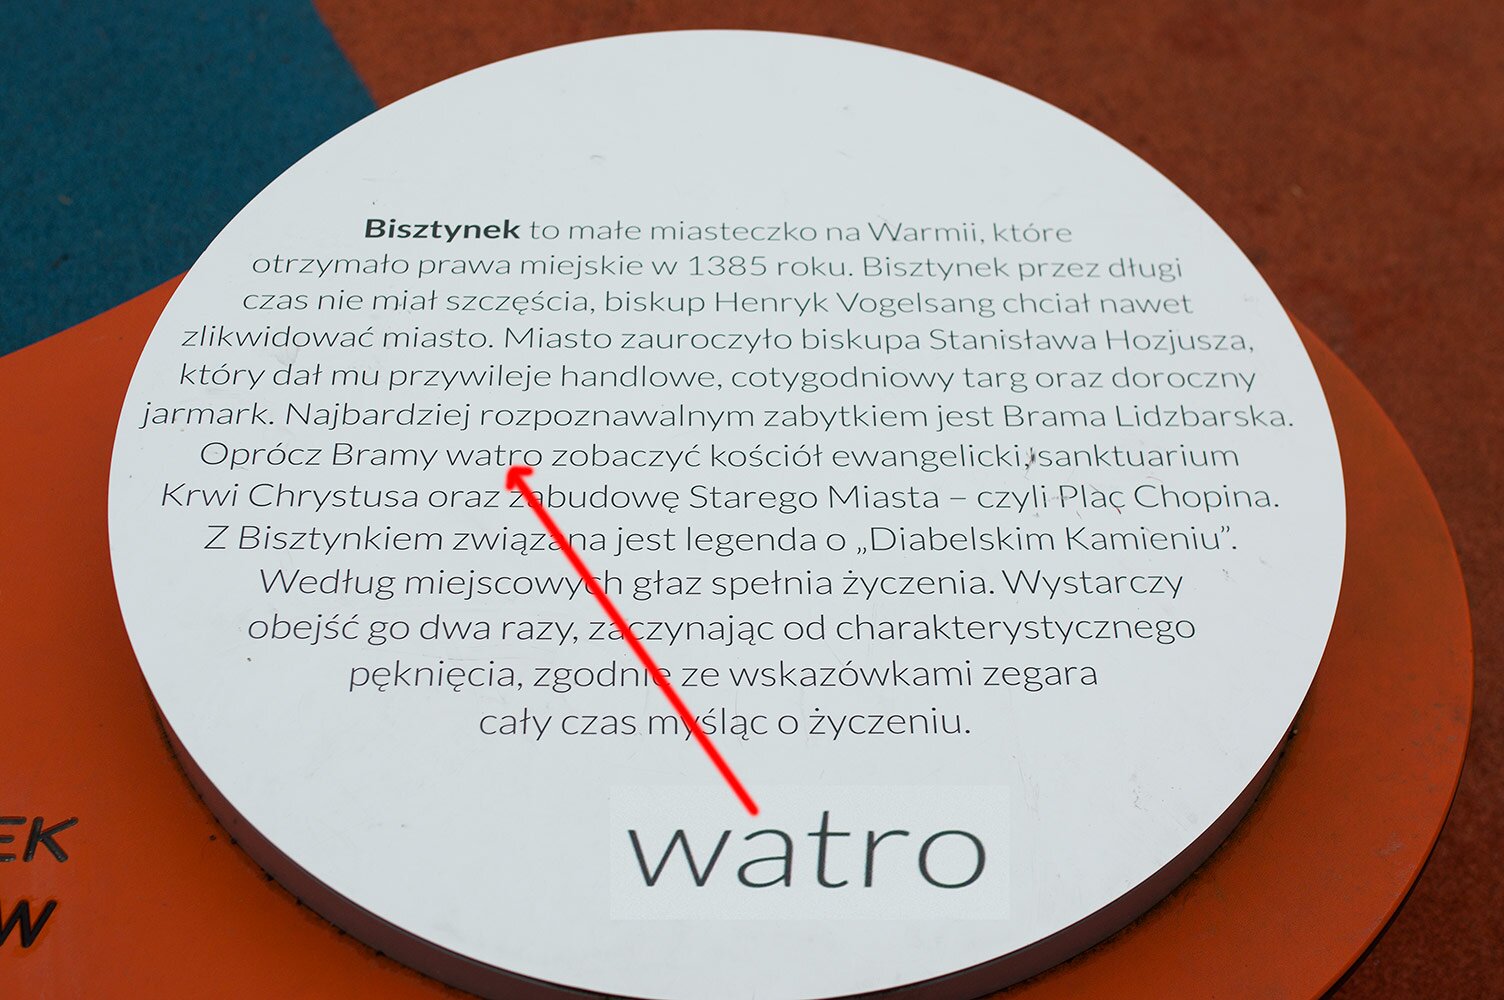 Bisztynek to małe miasteczko na Warmii, które
otrzymało prawa miejskie w 1385 roku. Bisztynek przez długi
czas nie miał szczęścia, biskup Henryk Vogelsang chciał nawet
zlikwidować miasto. Miasto zauroczyło biskupa Stanisława Hozjusza,
który dał mu przywileje handlowe, cotygodniowy targ oraz doroczny
jarmark. Najbardziej rozpoznawalnym zabytkiem jest Brama Lidzbarska.
Oprócz Bramy watro zobaczyć kościół ewangelicki, sanktuarium
Krwi Chrystusa oraz zabudowę Starego Miasta – czyli Plac Chopina.
Z Bisztynkiem związana jest legenda o „Diabelskim Kamieniu”.
Według miejscowych głaz spełnia życzenia. Wystarczy
obejść go dwa razy, zaczynając od charakterystycznego
pęknięcia, zgodnie ze wskazówkami zegara
cały czas myśląc o życzeniu.
watro
EK
W